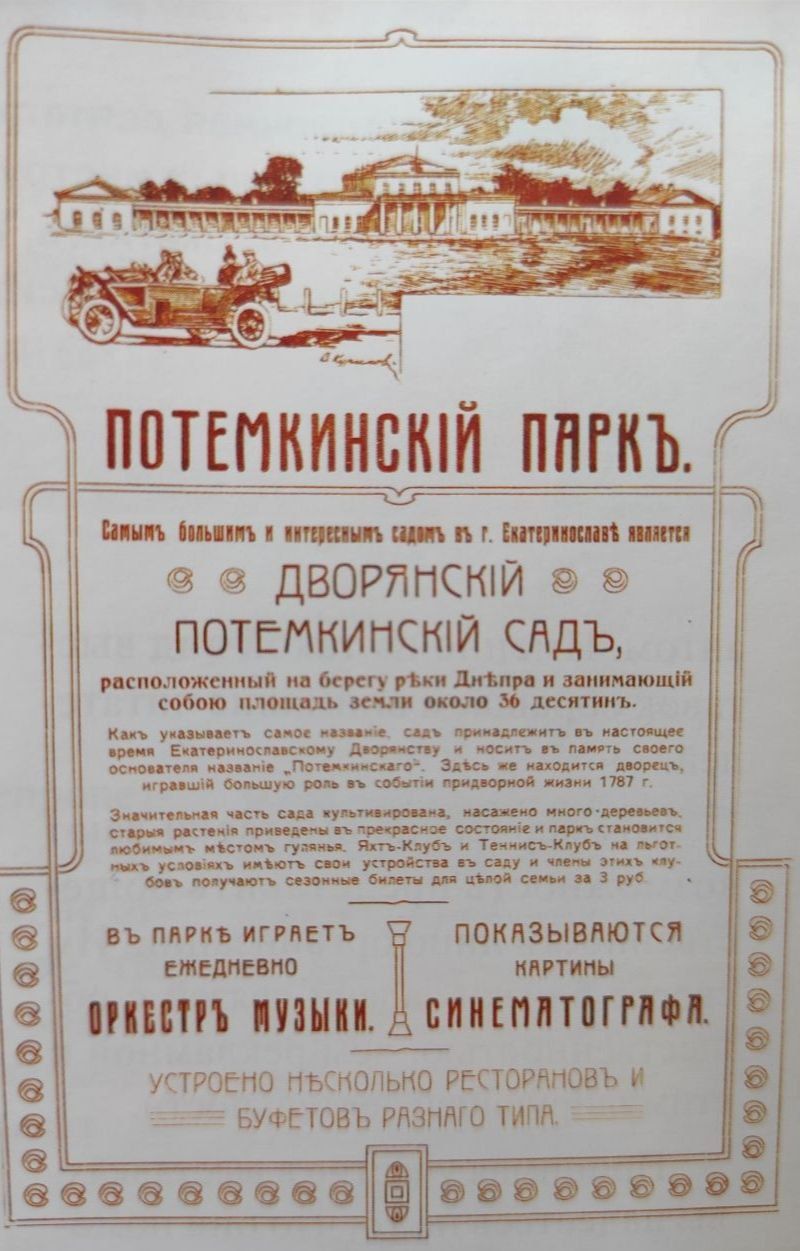 ПОТЕМКИНСКІЙ ПАРКЪ.
Самымъ большимъ и интереснымъ садомъ въ г. Екатеринославѣ является
ДВОРЯНСКІЙ
ПОТЕМКИНСКІЙ САДЪ,
расположенный на берегу рѣки Днѣпра и занимающій
собою площадь земли около 36 десятинъ.
Какъ указываетъ самое названіе, садъ принадлежитъ въ настоящее
время Екатеринославскому Дворянству и носитъ въ память своего
основателя названіе „Потемкинскаго". Здѣсь же находится дворецъ,
игравшій большую роль въ событіи придворной жизни 1787 г.
Значительная часть сада культивирована, насажено много деревьевъ,
старыя растенія приведены въ прекрасное состояніе и паркъ становится
любимымъ мѣстомъ гулянья. Яхтъ-Клубъ и Теннисъ-Клубъ на льгот-
ныхъ условіяхъ имѣютъ свои устройства въ саду и члены этихъ клу-
бовъ получаютъ сезонные билеты для цѣлой семьи за 3 руб
ВЪ ПАРКѢ ИГРАЕТЪ
ЕЖЕДНЕВНО
ОРКЕСТРЪ МУЗЫКИ.
ПОКАЗЫВАЮТСЯ
КАРТИНЫ
СИНЕМАТОГРАФА.
УСТРОЕНО НѢСКОЛЬКО РЕСТОРАНОВЪ И
БУФЕТОВЪ РАЗНАГО ТИПА.